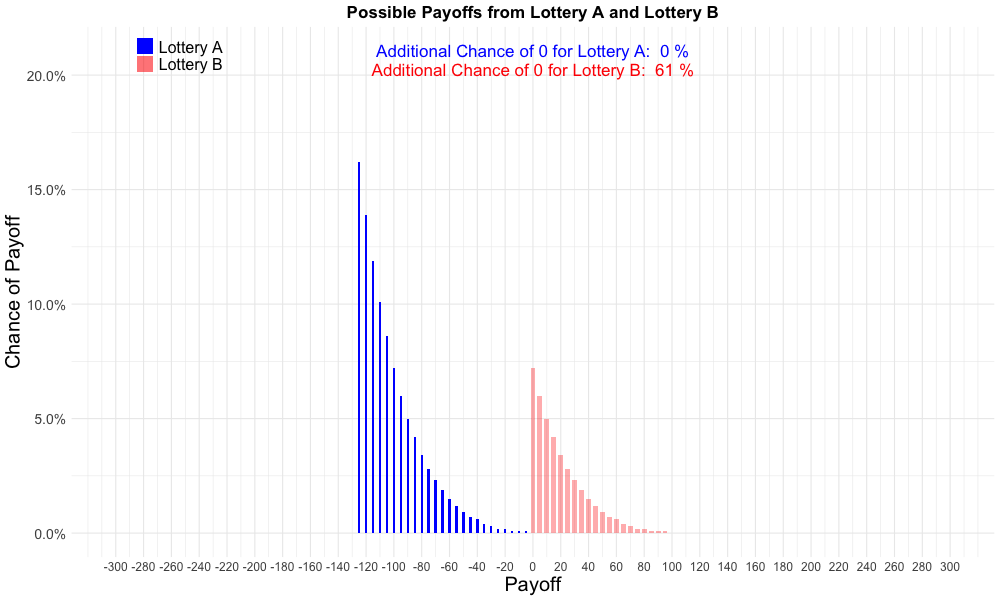 Possible Payoffs from Lottery A and Lottery B
Lottery A
Lottery B
Additional Chance of 0 for Lottery A:  0 %
Additional Chance of 0 for Lottery B:  61 %
Chance of Payoff
20.0%
15.0%
10.0%
5.0%
0.0%
-300 -280 -260 -240 -220 -200 -180 -160 -140 -120 -100 -80 -60 -40 -20 0 20 40 60 80 100 120 140 160 180 200 220 240 260 280 300
Payoff